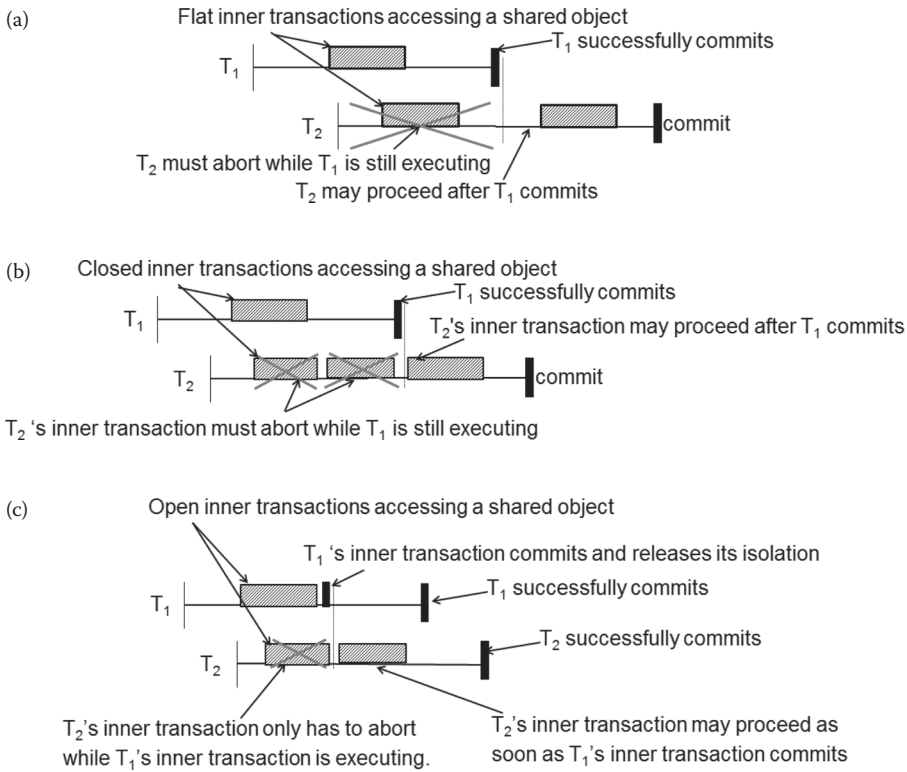 (a)
Flat inner transactions accessing a shared object
T1 successfully commits
T1
T2
commit
T2 must abort while T1 is still executing
T2 may proceed after T1 commits
(b)
Closed inner transactions accessing a shared object
T1 successfully commits
T1
T2's inner transaction may proceed after T1 commits
T2
commit
T2 ‘s inner transaction must abort while T1 is still executing
(c)
Open inner transactions accessing a shared object
T1 ‘s inner transaction commits and releases its isolation
T1 successfully commits
T1
T2 successfully commits
T2
T2’s inner transaction only has to abort
while T1’s inner transaction is executing.
T2’s inner transaction may proceed as
soon as T1’s inner transaction commits